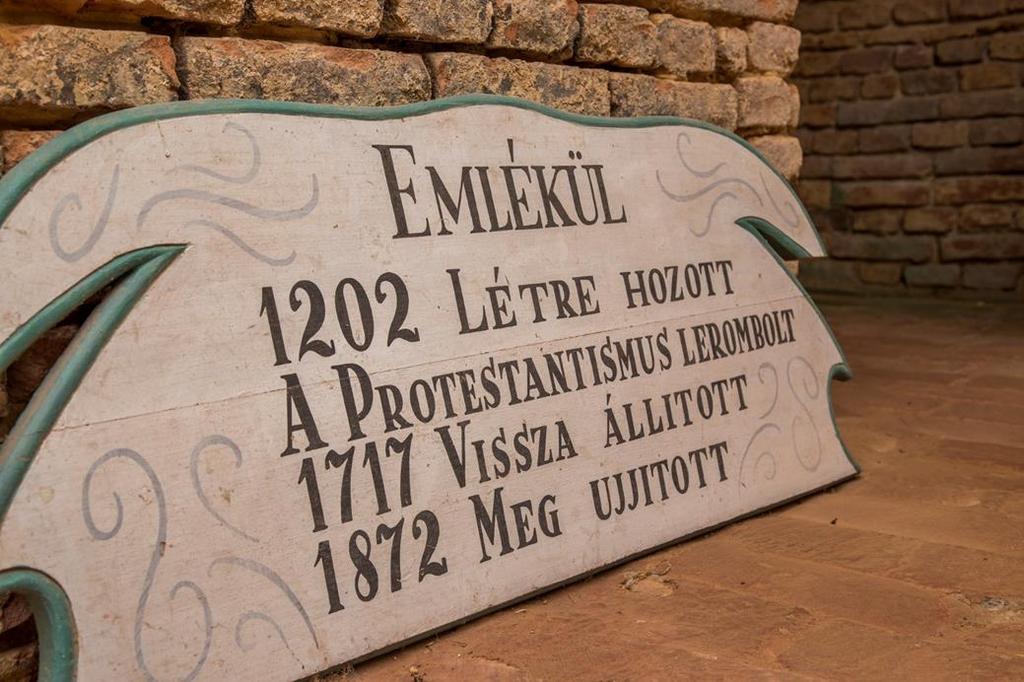 EMLÉKÜL
1202 LÉTRE HOZOTT
A PROTESTANTISMUS LEROMBOLT
1717 VISSZA ÁLLITOTT
1872 MEG UJJITOTT